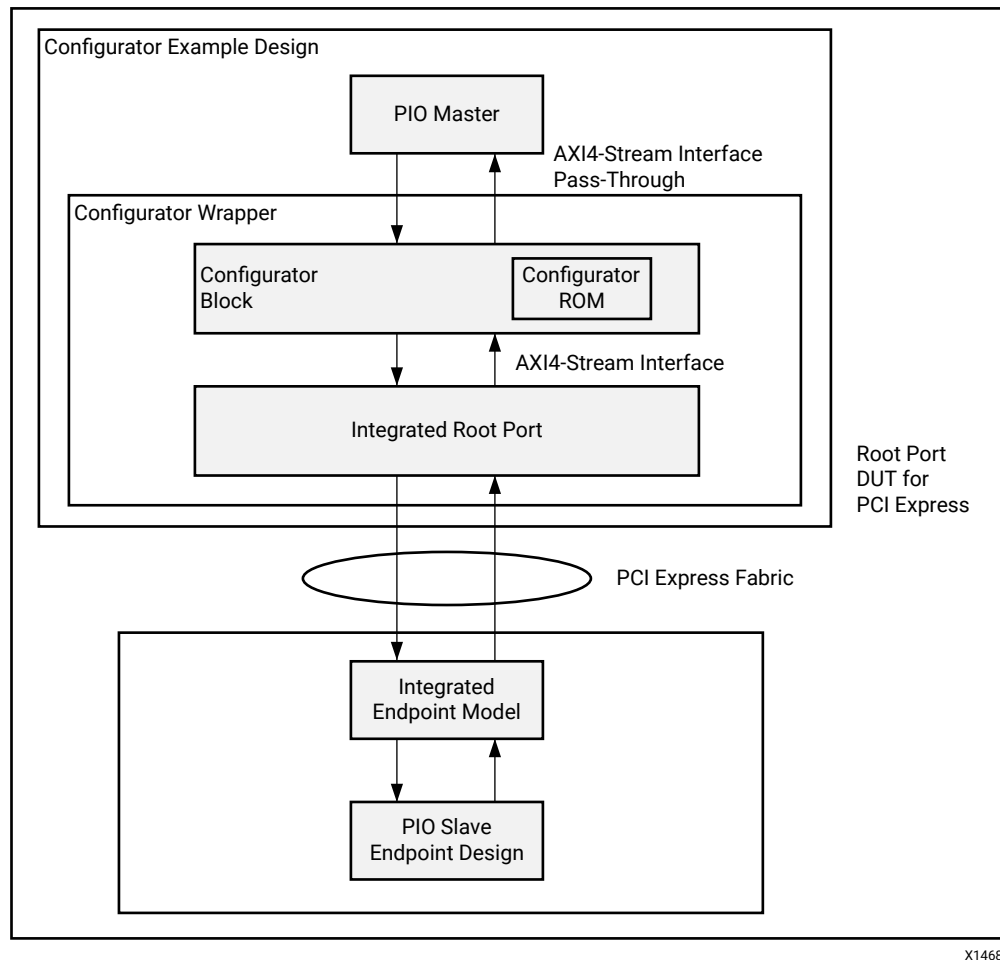 Configurator Example Design
PIO Master
AXI4-Stream Interface
Pass-Through
Configurator Wrapper
Configurator
Block
Configurator
ROM
AXI4-Stream Interface
Integrated Root Port
Root Port
DUT for
PCI Express
PCI Express Fabric
Integrated
Endpoint Model
PIO Slave
Endpoint Design
X1468